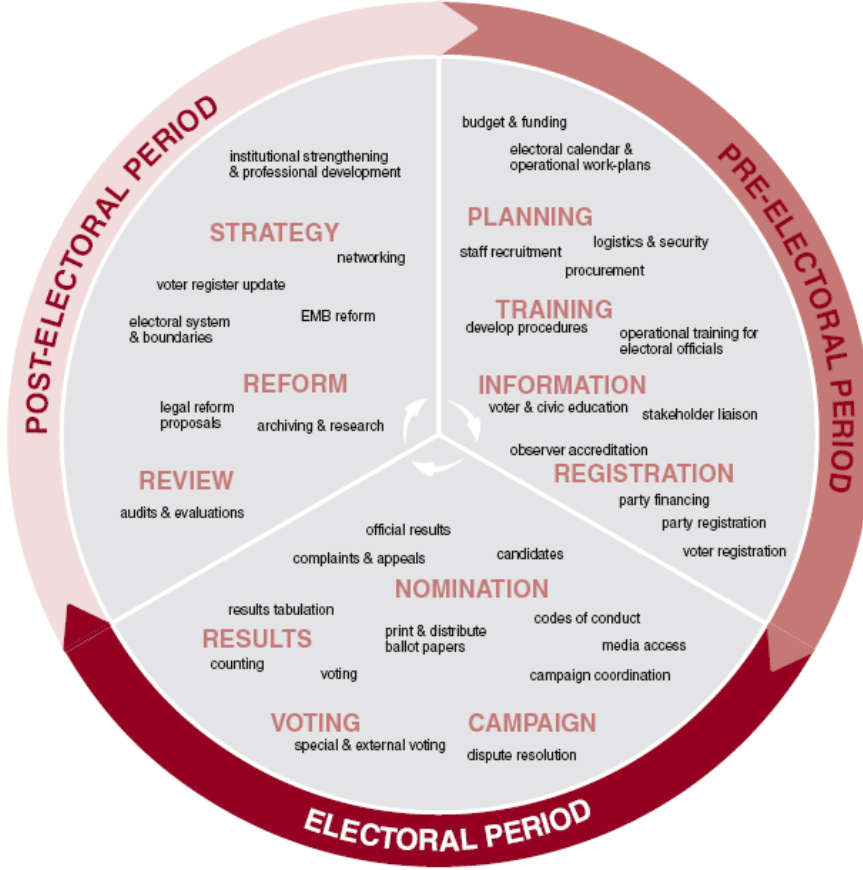 POST-ELECTORAL PERIOD
institutional strengthening
& professional development
STRATEGY
networking
voter register update
electoral system
& boundaries
EMB reform
REFORM
legal reform
proposals
archiving & research
REVIEW
audits & evaluations
PRE-ELECTORAL PERIOD
budget & funding
electoral calendar &
operational work-plans
PLANNING
logistics & security
staff recruitment
procurement
TRAINING
develop procedures
operational training for
electoral officials
INFORMATION
voter & civic education
stakeholder liaison
observer accreditation
REGISTRATION
party financing
party registration
voter registration
official results
complaints & appeals
candidates
NOMINATION
results tabulation
codes of conduct
RESULTS
print & distribute
ballot papers
media access
counting
voting
campaign coordination
VOTING
CAMPAIGN
special & external voting
dispute resolution
ELECTORAL PERIOD